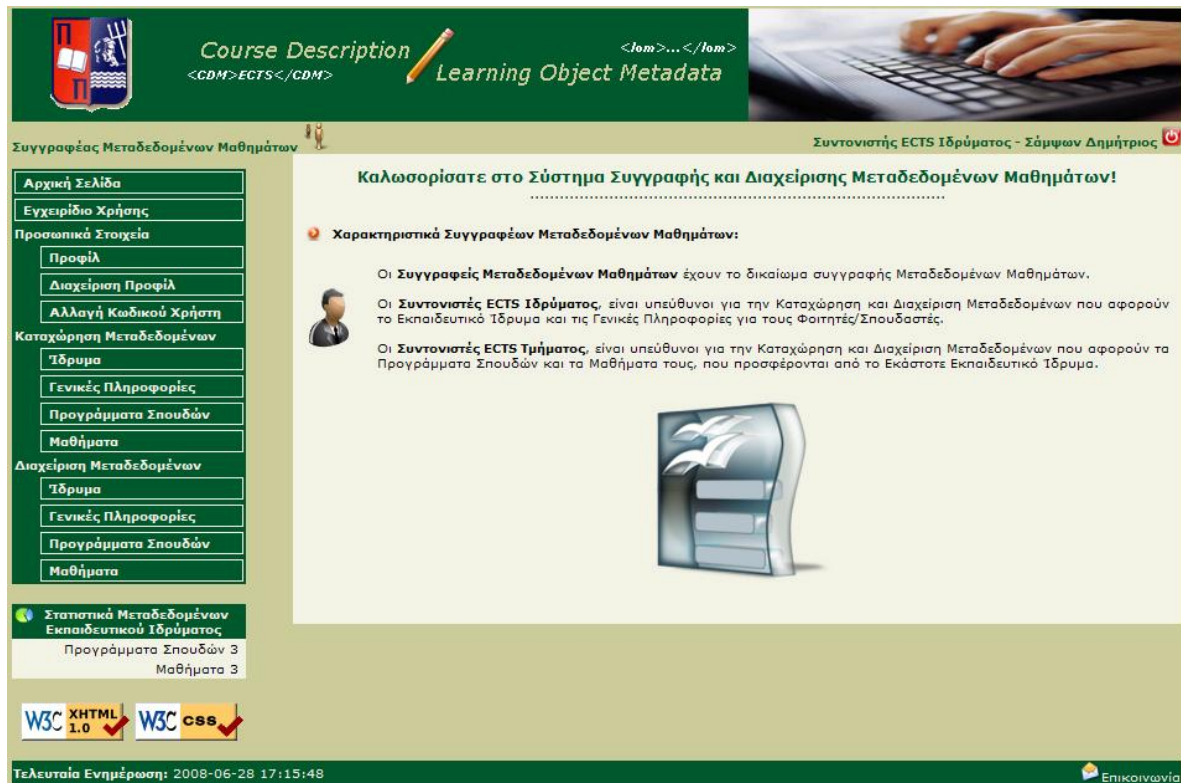 Π
Π
Course Description
<CDM>ECTS</CDM>
<lom>...</lom>
Learning Object Metadata
Συγγραφέας Μεταδεδομένων Μαθημάτων
Συντονιστής ECTS Ιδρύματος - Σάμψων Δημήτριος
Αρχική Σελίδα
Εγχειρίδιο Χρήσης
Προσωπικά Στοιχεία
Προφίλ
Διαχείριση Προφίλ
Αλλαγή Κωδικού Χρήστη
Καταχώρηση Μεταδεδομένων
Ίδρυμα
Γενικές Πληροφορίες
Προγράμματα Σπουδών
Μαθήματα
Διαχείριση Μεταδεδομένων
Ίδρυμα
Γενικές Πληροφορίες
Προγράμματα Σπουδών
Μαθήματα
Στατιστικά Μεταδεδομένων
Εκπαιδευτικού Ιδρύματος
Προγράμματα Σπουδών 3
Μαθήματα 3
W3C XHTML 1.0
W3C css
Καλωσορίσατε στο Σύστημα Συγγραφής και Διαχείρισης Μεταδεδομένων Μαθημάτων!
Χαρακτηριστικά Συγγραφέων Μεταδεδομένων Μαθημάτων:
Οι Συγγραφείς Μεταδεδομένων Μαθημάτων έχουν το δικαίωμα συγγραφής Μεταδεδομένων Μαθημάτων.
Οι Συντονιστές ECTS Ιδρύματος, είναι υπεύθυνοι για την Καταχώρηση και Διαχείριση Μεταδεδομένων που αφορούν
το Εκπαιδευτικό Ίδρυμα και τις Γενικές Πληροφορίες για τους Φοιτητές/Σπουδαστές.
Οι Συντονιστές ECTS Τμήματος, είναι υπεύθυνοι για την Καταχώρηση και Διαχείριση Μεταδεδομένων που αφορούν τα
Προγράμματα Σπουδών και τα Μαθήματα τους, που προσφέρονται από το Εκάστοτε Εκπαιδευτικό Ίδρυμα.
Τελευταία Ενημέρωση: 2008-06-28 17:15:48
Επικοινωνία